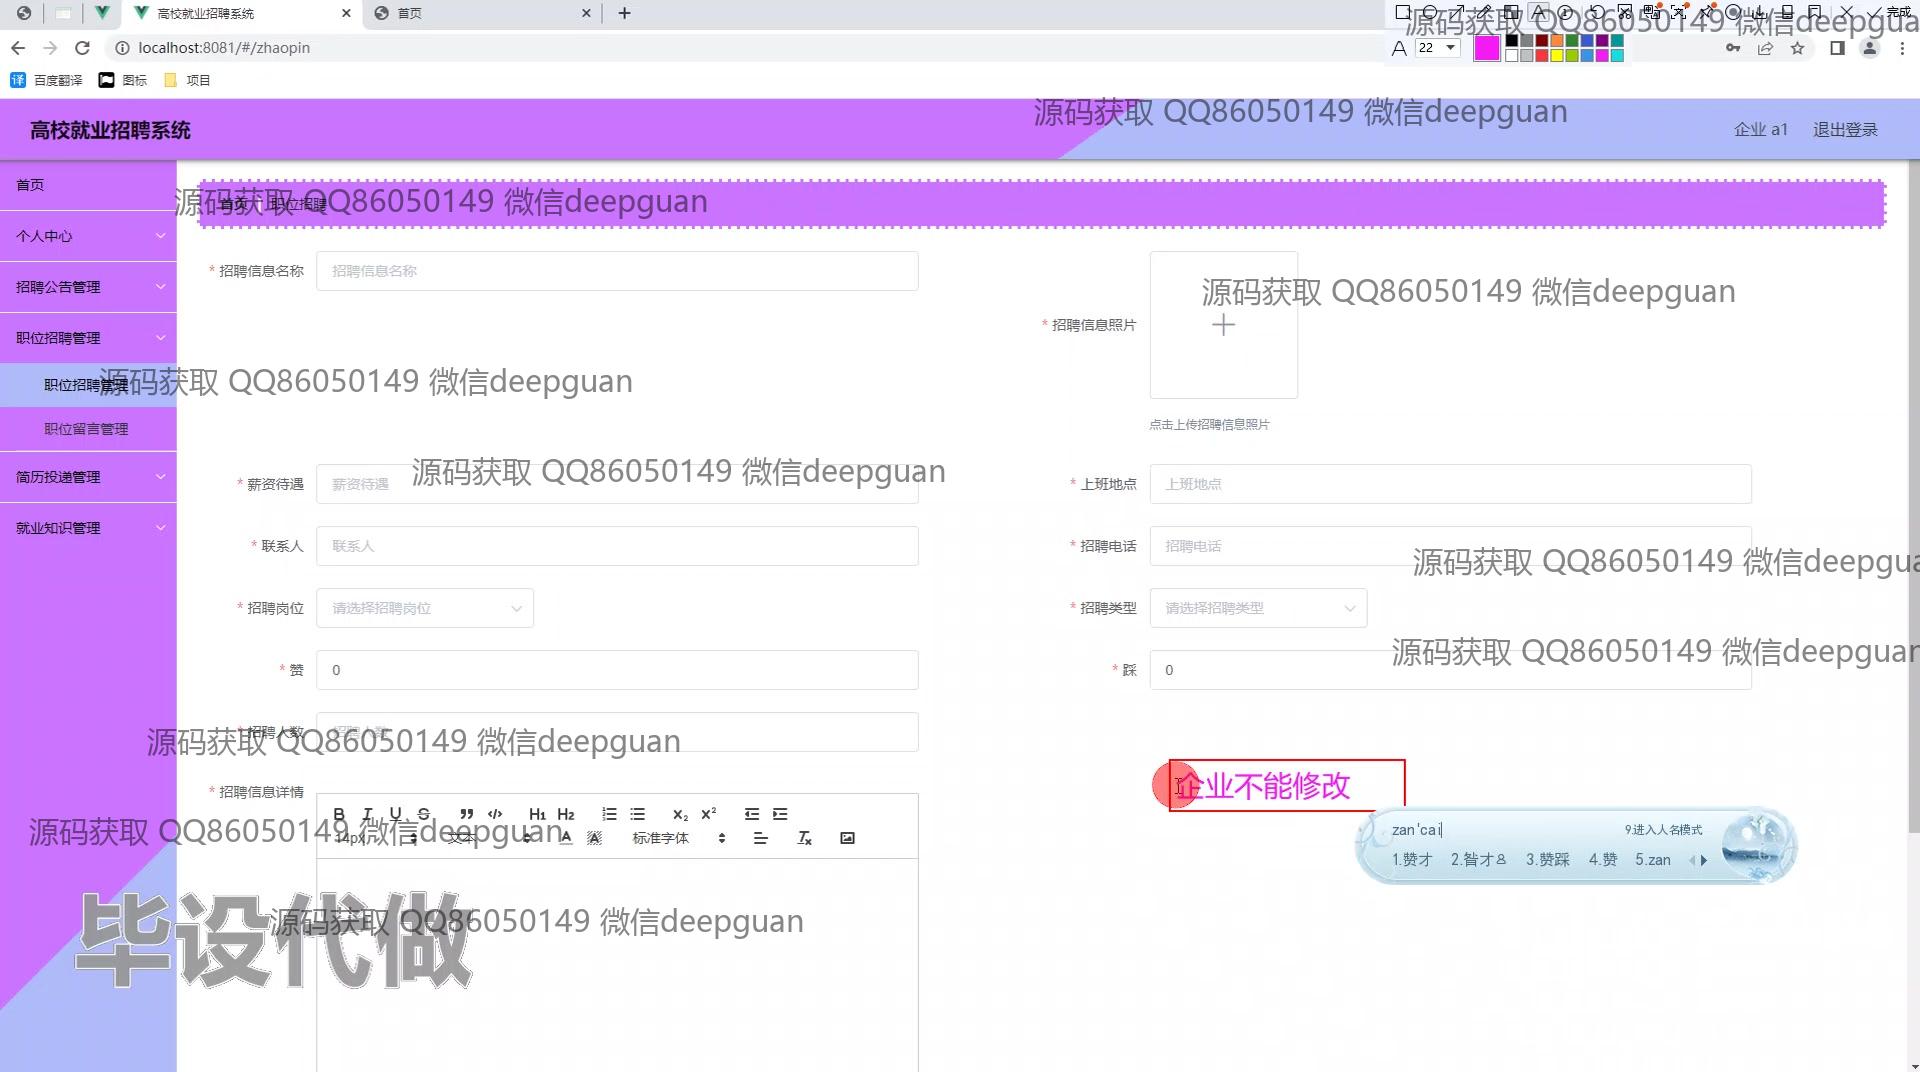 高校就业招聘系统
首页
完成
localhost:8081/#/zhaopin
22
百度翻译
图标
项目
源码获取 QQ86050149 微信deepgua
高校就业招聘系统
源码获取 QQ86050149 微信deepguan
企业 a1
退出登录
首页
首页
职位招聘
源码获取 QQ86050149 微信deepguan
个人中心
* 招聘信息名称
招聘信息名称
招聘公告管理
源码获取 QQ86050149 微信deepguan
* 招聘信息照片
职位招聘管理
职位招聘管理
源码获取 QQ86050149 微信deepguan
点击上传招聘信息照片
职位留言管理
简历投递管理
* 薪资待遇
薪资待遇
源码获取 QQ86050149 微信deepguan
* 上班地点
上班地点
就业知识管理
* 联系人
联系人
* 招聘电话
招聘电话
源码获取 QQ86050149 微信deepgua
* 招聘岗位
请选择招聘岗位
* 招聘类型
请选择招聘类型
源码获取 QQ86050149 微信deepguan
* 赞
0
* 踩
0
* 招聘人数
招聘人数
源码获取 QQ86050149 微信deepguan
* 招聘信息详情
企业不能修改
B I U S ” </> H1 H2 X2 X2
14px
文本
标准字体
源码获取 QQ86050149 微信deepguan
zan'cai
9.进入人名模式
1.赞才 2.昝才 3.赞踩 4.赞 5.zan
源码获取 QQ86050149 微信deepguan
毕设代做